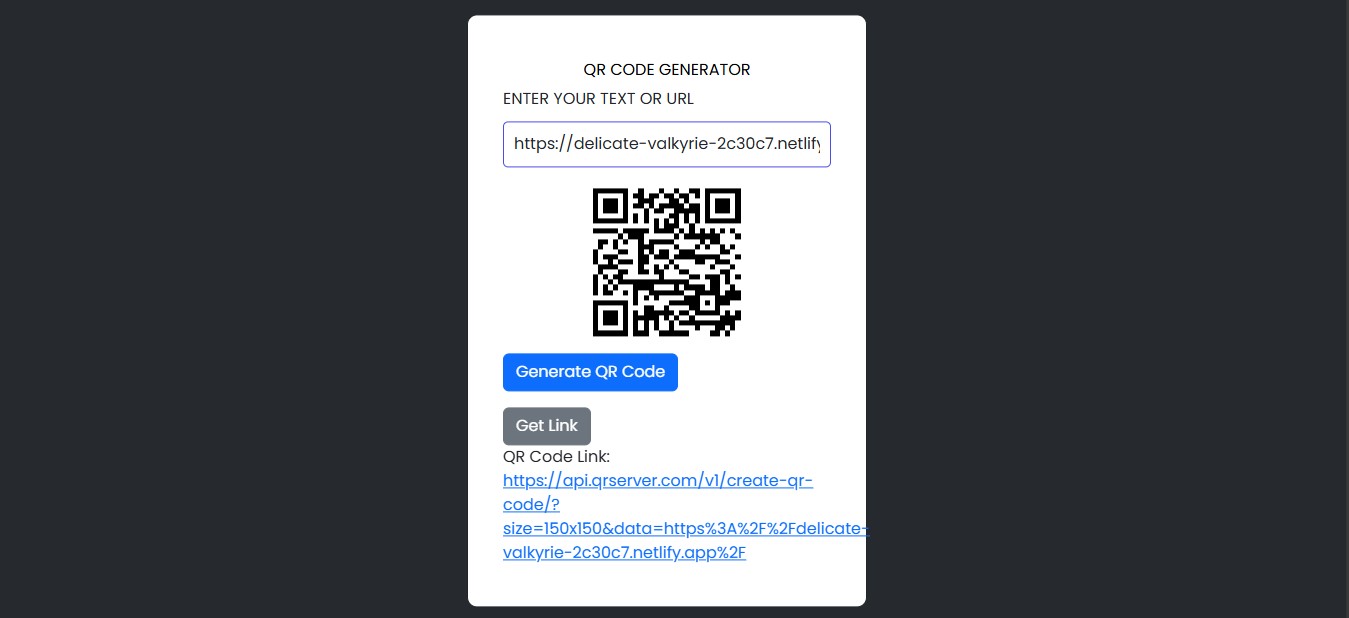 QR CODE GENERATOR
ENTER YOUR TEXT OR URL
https://delicate-valkyrie-2c30c7.netlify
Generate QR Code
Get Link
QR Code Link:
https://api.qrserver.com/v1/create-qr-
code/?
size=150x150&data=https%3A%2F%2Fdelicate-
valkyrie-2c30c7.netlify.app%2F